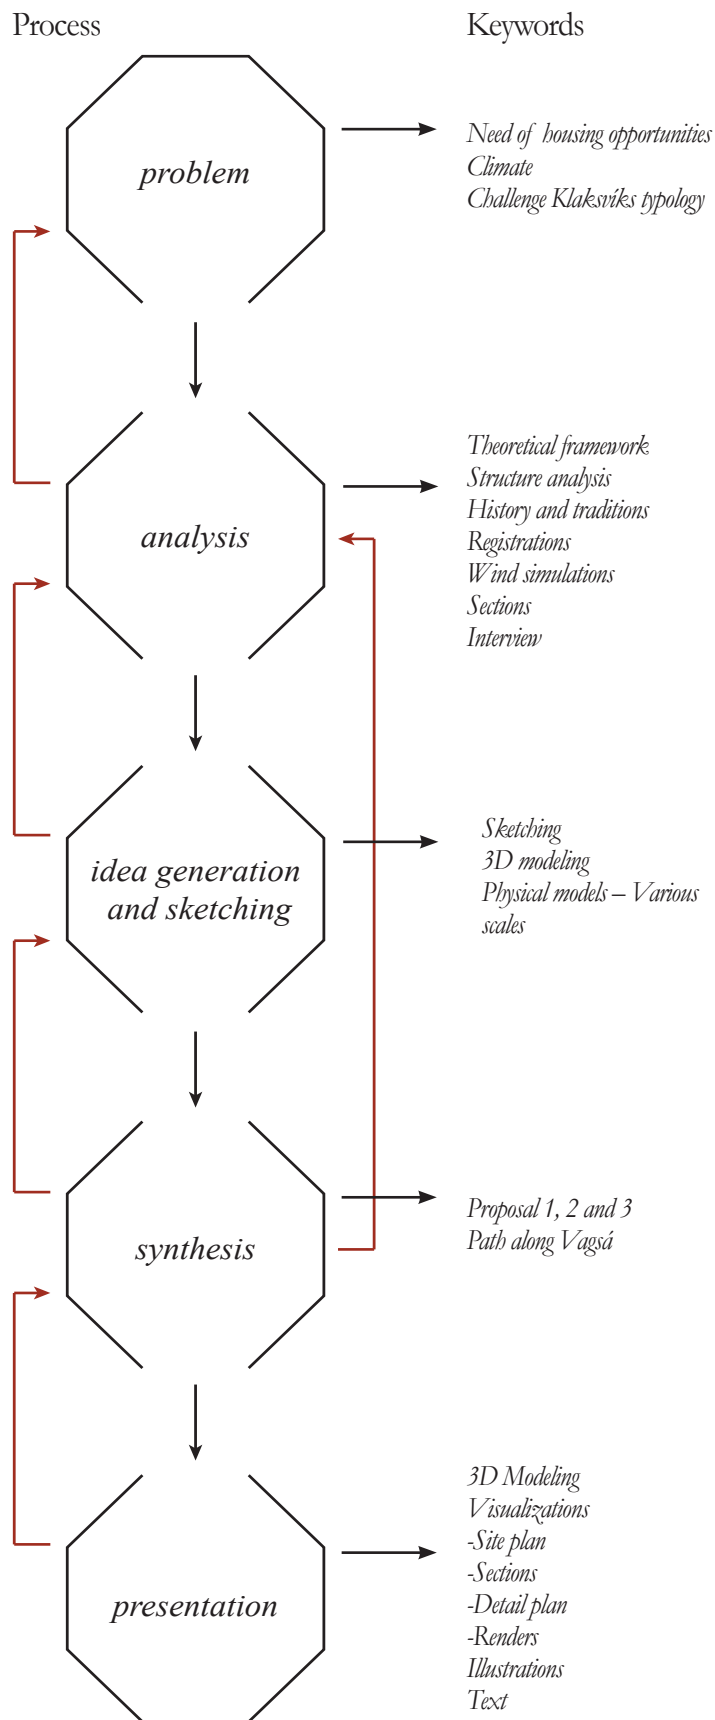 Process
Keywords
problem
Need of housing opportunities
Climate
Challenge Klaksvíks typology
analysis
Theoretical framework
Structure analysis
History and traditions
Registrations
Wind simulations
Sections
Interview
idea generation
and sketching
Sketching
3D modeling
Physical models – Various
scales
synthesis
Proposal 1, 2 and 3
Path along Vagsá
presentation
3D Modeling
Visualizations
-Site plan
-Sections
-Detail plan
-Renders
Illustrations
Text